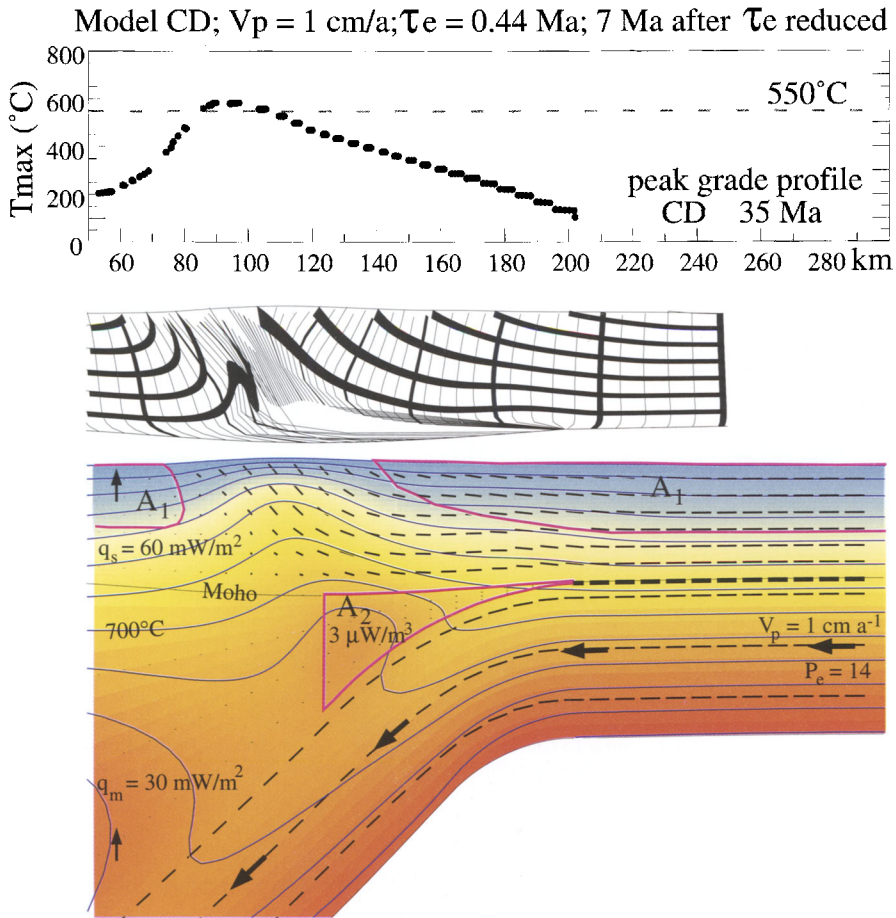 Model CD; Vp = 1 cm/a; τe = 0.44 Ma; 7 Ma after τe reduced
800
600
400
200
0
Tmax (°C)
550°C
peak grade profile
CD 35 Ma
60 80 100 120 140 160 180 200 220 240 260 280 km
A1
A1
qs = 60 mW/m²
Moho
700°C
A2
3 μW/m³
Vp = 1 cm a⁻¹
Pe = 14
qm = 30 mW/m²